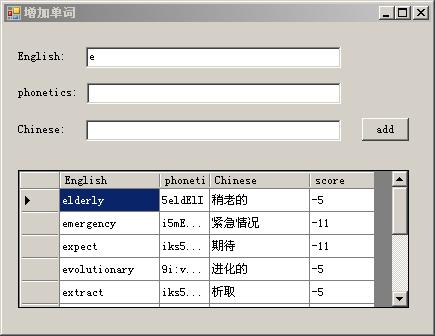 增加单词
English: e
phonetics:
Chinese:
add
English phoneti Chinese score
elderly 5eldElI 稍老的 -5
emergency i5mE... 紧急情况 -11
expect iks5... 期待 -11
evolutionary 9i:v... 进化的 -5
extract iks5... 析取 -5